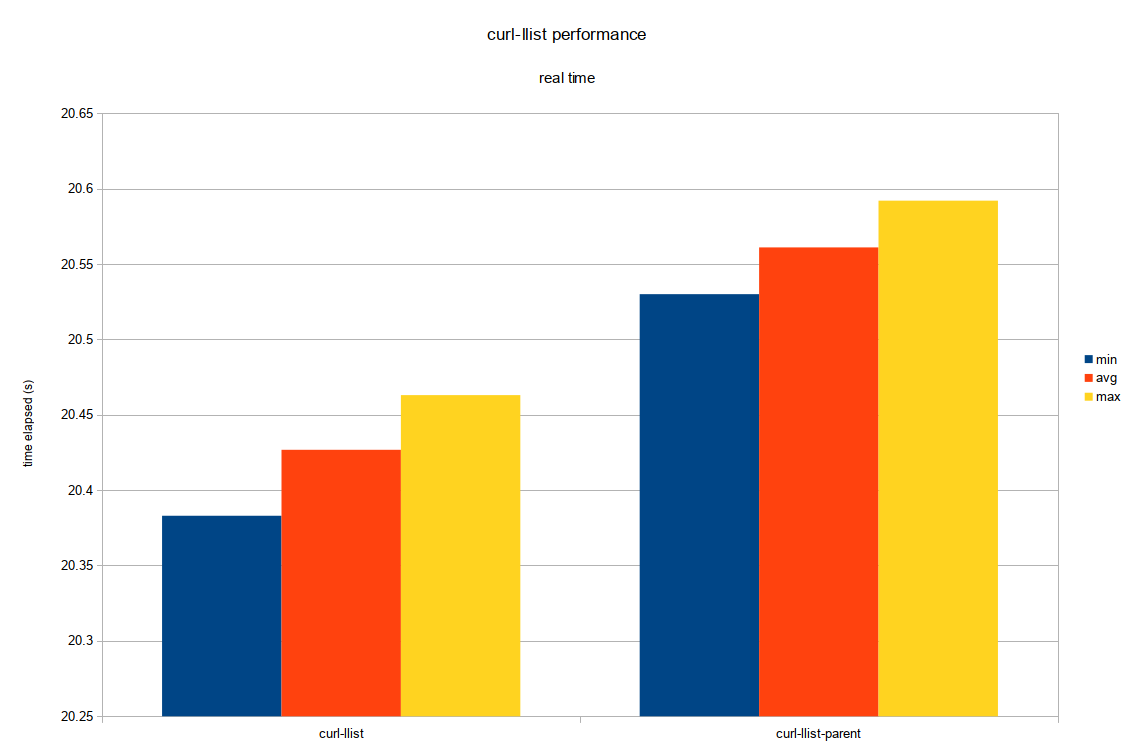 curl-llist performance
real time
20.65
20.6
20.55
20.5
20.45
20.4
20.35
20.3
20.25
time elapsed (s)
curl-llist
curl-llist-parent
min
avg
max